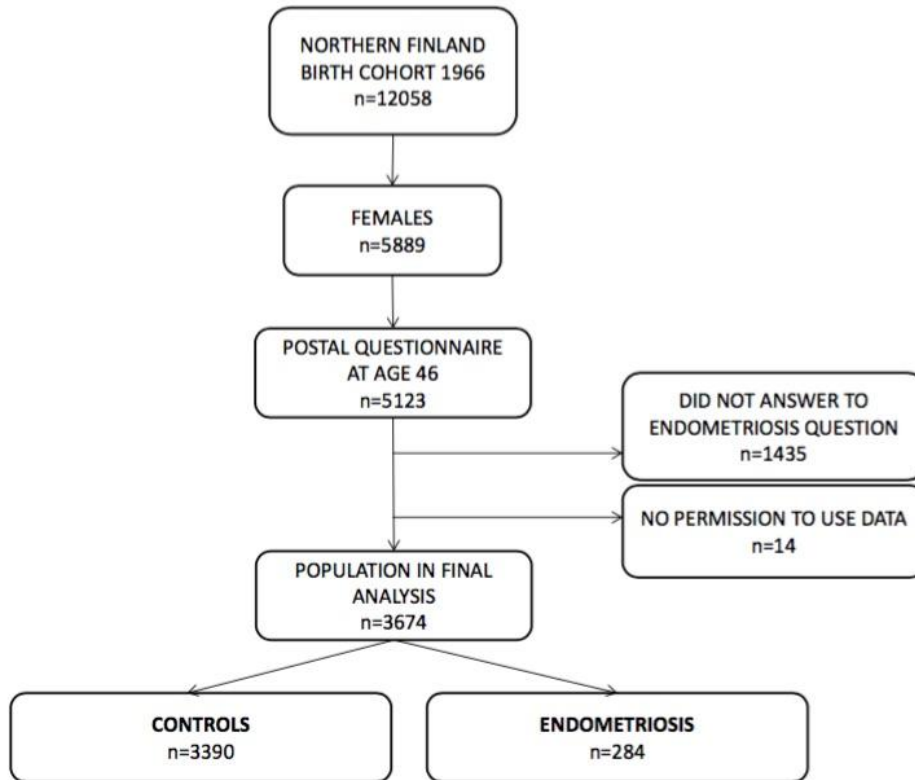 NORTHERN FINLAND
BIRTH COHORT 1966
n=12058
FEMALES
n=5889
POSTAL QUESTIONNAIRE
AT AGE 46
n=5123
DID NOT ANSWER TO
ENDOMETRIOSIS QUESTION
n=1435
NO PERMISSION TO USE DATA
n=14
POPULATION IN FINAL
ANALYSIS
n=3674
CONTROLS
n=3390
ENDOMETRIOSIS
n=284